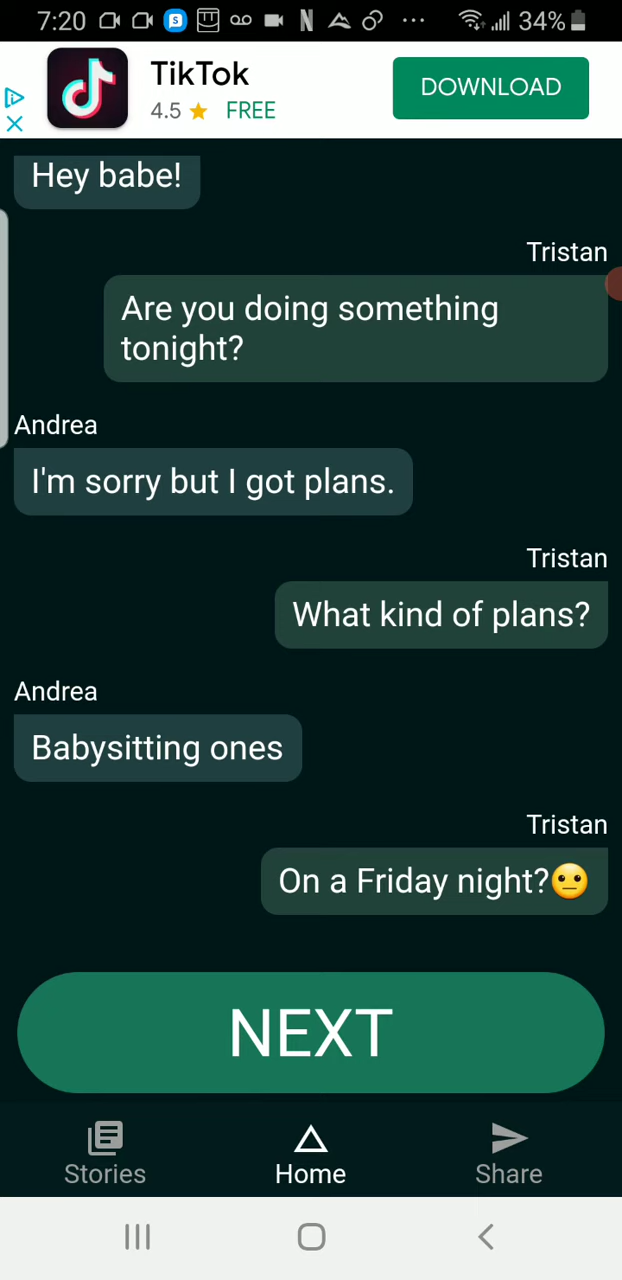 7:20 34%
TikTok
4.5 FREE
DOWNLOAD
Hey babe!
Tristan
Are you doing something
tonight?
Andrea
I'm sorry but I got plans.
Tristan
What kind of plans?
Andrea
Babysitting ones
Tristan
On a Friday night?😐
NEXT
Stories Home Share